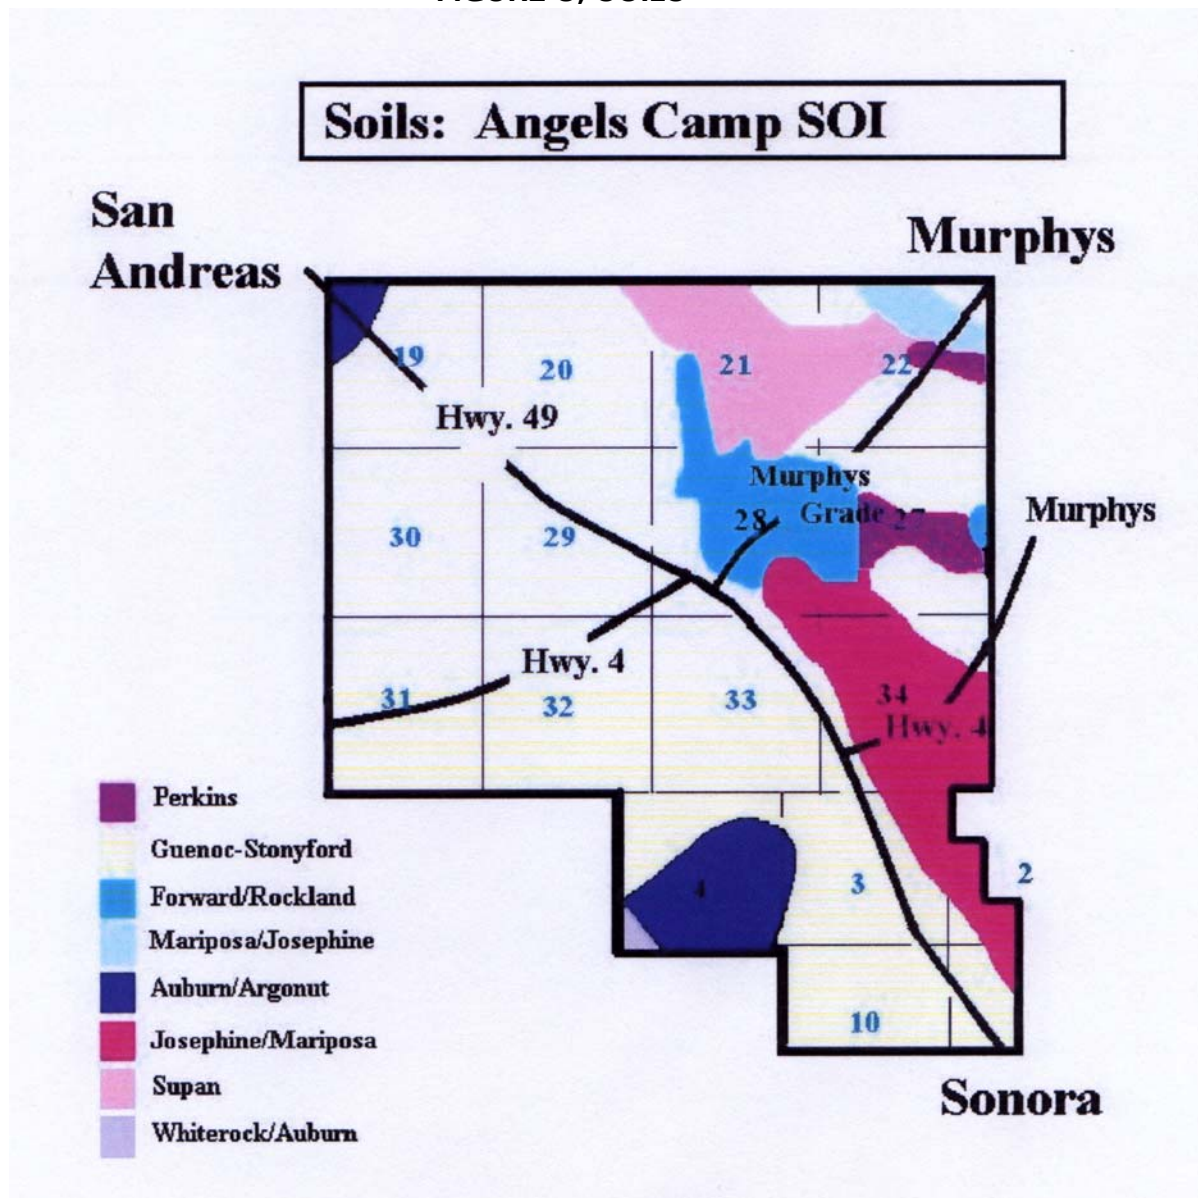 Soils: Angels Camp SOI
San
Andreas
Murphys
19
20
21
22
Hwy. 49
Murphys
Grade
Murphys
30
29
28
27
Hwy. 4
31
32
33
34
Hwy. 4
Perkins
Guenoc-Stonyford
Forward/Rockland
Mariposa/Josephine
Auburn/Argonut
Josephine/Mariposa
Supan
Whiterock/Auburn
4
3
2
10
Sonora